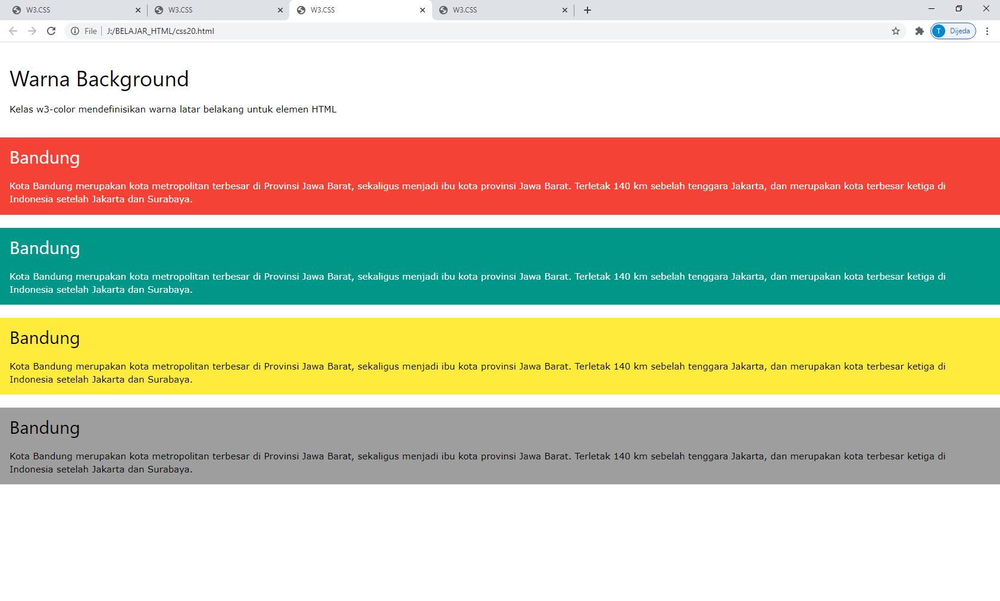 W3.CSS W3.CSS W3.CSS W3.CSS
File J:/BELAJAR_HTML/css20.html T Dijeda
Warna Background
Kelas w3-color mendefinisikan warna latar belakang untuk elemen HTML
Bandung
Kota Bandung merupakan kota metropolitan terbesar di Provinsi Jawa Barat, sekaligus menjadi ibu kota provinsi Jawa Barat. Terletak 140 km sebelah tenggara Jakarta, dan merupakan kota terbesar ketiga di
Indonesia setelah Jakarta dan Surabaya.
Bandung
Kota Bandung merupakan kota metropolitan terbesar di Provinsi Jawa Barat, sekaligus menjadi ibu kota provinsi Jawa Barat. Terletak 140 km sebelah tenggara Jakarta, dan merupakan kota terbesar ketiga di
Indonesia setelah Jakarta dan Surabaya.
Bandung
Kota Bandung merupakan kota metropolitan terbesar di Provinsi Jawa Barat, sekaligus menjadi ibu kota provinsi Jawa Barat. Terletak 140 km sebelah tenggara Jakarta, dan merupakan kota terbesar ketiga di
Indonesia setelah Jakarta dan Surabaya.
Bandung
Kota Bandung merupakan kota metropolitan terbesar di Provinsi Jawa Barat, sekaligus menjadi ibu kota provinsi Jawa Barat. Terletak 140 km sebelah tenggara Jakarta, dan merupakan kota terbesar ketiga di
Indonesia setelah Jakarta dan Surabaya.